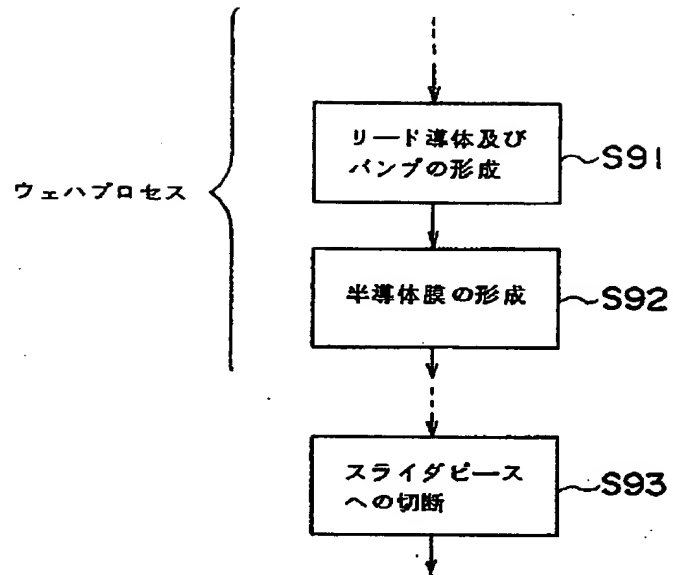 リード導体及び
バンプの形成
S91
ウェハプロセス
半導体膜の形成
S92
スライダピース
への切断
S93